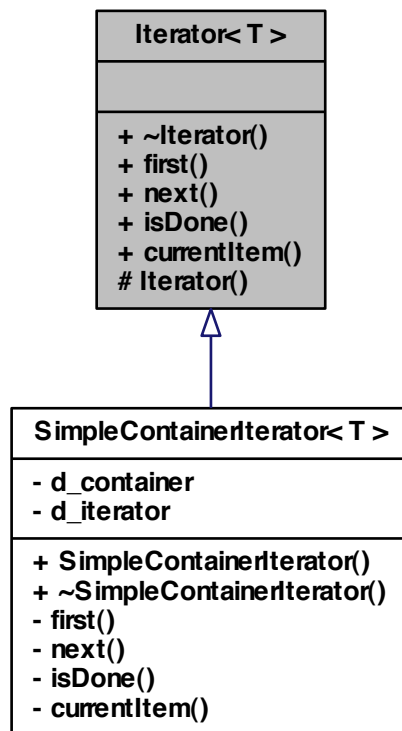 Iterator< T >
+ ~Iterator()
+ first()
+ next()
+ isDone()
+ currentItem()
# Iterator()
SimpleContainerIterator< T >
- d_container
- d_iterator
+ SimpleContainerIterator()
+ ~SimpleContainerIterator()
- first()
- next()
- isDone()
- currentItem()